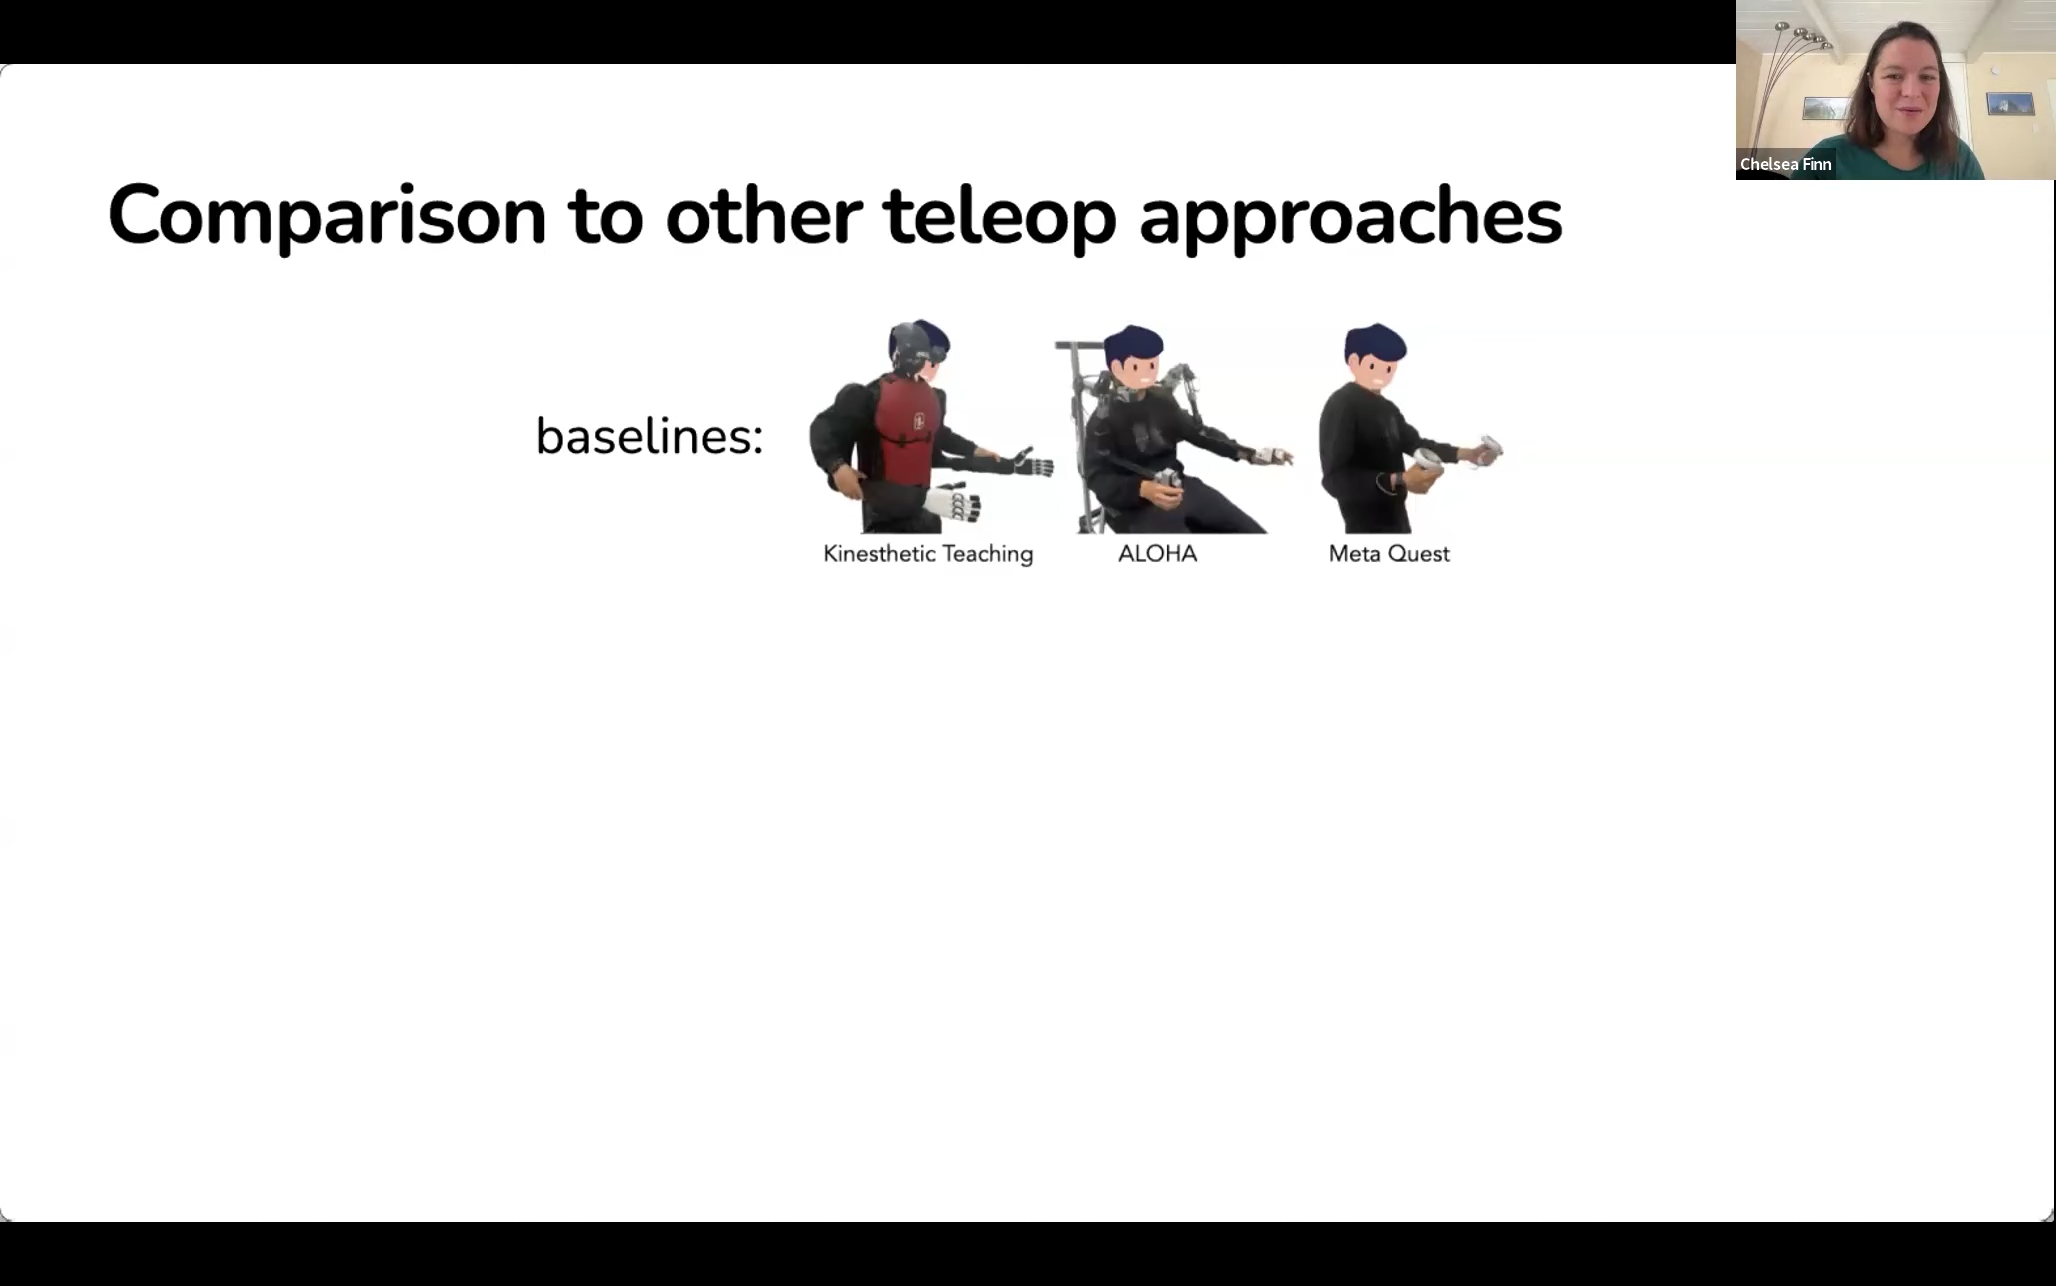 Chelsea Finn
Comparison to other teleop approaches
baselines:
Kinesthetic Teaching
ALOHA
Meta Quest